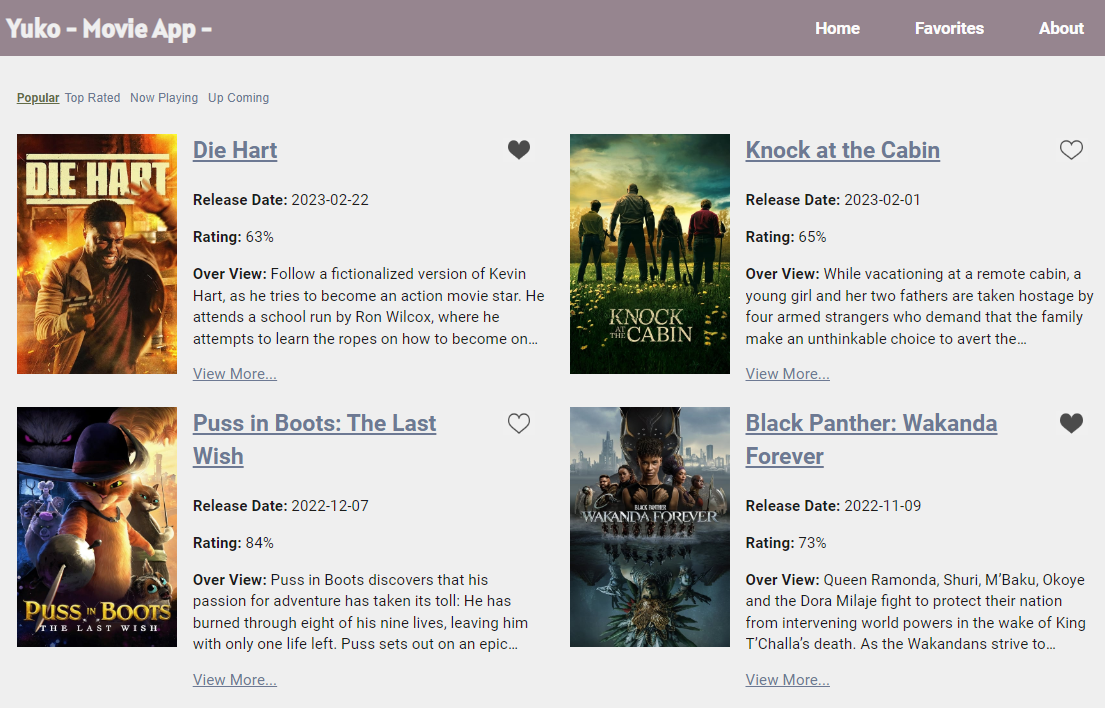 Yuko - Movie App -
Home Favorites About
Popular Top Rated Now Playing Up Coming
DIE HART
Die Hart
Release Date: 2023-02-22
Rating: 63%
Over View: Follow a fictionalized version of Kevin
Hart, as he tries to become an action movie star. He
attends a school run by Ron Wilcox, where he
attempts to learn the ropes on how to become on…
View More...
KNOCK
AT THE CABIN
Knock at the Cabin
Release Date: 2023-02-01
Rating: 65%
Over View: While vacationing at a remote cabin, a
young girl and her two fathers are taken hostage by
four armed strangers who demand that the family
make an unthinkable choice to avert the…
View More...
PUSS IN BOOTS
THE LAST WISH
Puss in Boots: The Last
Wish
Release Date: 2022-12-07
Rating: 84%
Over View: Puss in Boots discovers that his
passion for adventure has taken its toll: He has
burned through eight of his nine lives, leaving him
with only one life left. Puss sets out on an epic…
View More...
BLACK PANTHER
WAKANDA FOREVER
Black Panther: Wakanda
Forever
Release Date: 2022-11-09
Rating: 73%
Over View: Queen Ramonda, Shuri, M’Baku, Okoye
and the Dora Milaje fight to protect their nation
from intervening world powers in the wake of King
T’Challa’s death. As the Wakandans strive to…
View More...